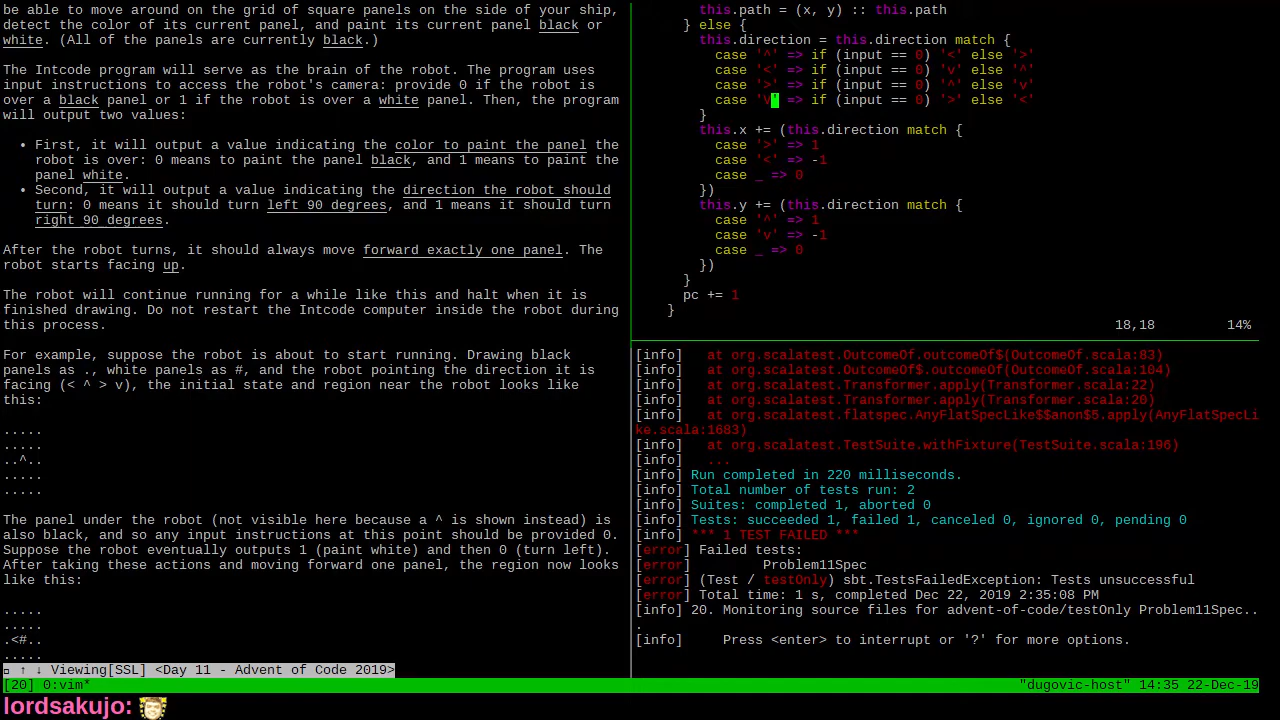 be able to move around on the grid of square panels on the side of your ship,
detect the color of its current panel, and paint its current panel black or
white. (All of the panels are currently black.)
The Intcode program will serve as the brain of the robot. The program uses
input instructions to access the robot's camera: provide 0 if the robot is
over a black panel or 1 if the robot is over a white panel. Then, the program
will output two values:
• First, it will output a value indicating the color to paint the panel the
robot is over: 0 means to paint the panel black, and 1 means to paint the
panel white.
• Second, it will output a value indicating the direction the robot should
turn: 0 means it should turn left 90 degrees, and 1 means it should turn
right 90 degrees.
After the robot turns, it should always move forward exactly one panel. The
robot starts facing up.
The robot will continue running for a while like this and halt when it is
finished drawing. Do not restart the Intcode computer inside the robot during
this process.
For example, suppose the robot is about to start running. Drawing black
panels as ., white panels as #, and the robot pointing the direction it is
facing (< ^ > v), the initial state and region near the robot looks like
this:
.....
.....
..^..
.....
.....
The panel under the robot (not visible here because a ^ is shown instead) is
also black, and so any input instructions at this point should be provided 0.
Suppose the robot eventually outputs 1 (paint white) and then 0 (turn left).
After taking these actions and moving forward one panel, the region now looks
like this:
.....
.....
.<#..
.....
↑ ↓ Viewing[SSL] <Day 11 - Advent of Code 2019>
this.path = (x, y) :: this.path
} else {
this.direction = this.direction match {
case '^' => if (input == 0) '<' else '>'
case '<' => if (input == 0) 'v' else '^'
case '>' => if (input == 0) '^' else 'v'
case 'v' => if (input == 0) '>' else '<'
}
this.x += (this.direction match {
case '>' => 1
case '<' => -1
case _ => 0
})
this.y += (this.direction match {
case '^' => 1
case 'v' => -1
case _ => 0
})
}
pc += 1
}
18,18 14%
[info] at org.scalatest.OutcomeOf.outcomeOf$(OutcomeOf.scala:83)
[info] at org.scalatest.OutcomeOf$.outcomeOf(OutcomeOf.scala:104)
[info] at org.scalatest.Transformer.apply(Transformer.scala:22)
[info] at org.scalatest.Transformer.apply(Transformer.scala:20)
[info] at org.scalatest.flatspec.AnyFlatSpecLike$$anon$5.apply(AnyFlatSpecLi
ke.scala:1683)
[info] at org.scalatest.TestSuite.withFixture(TestSuite.scala:196)
[info] ...
[info] Run completed in 220 milliseconds.
[info] Total number of tests run: 2
[info] Suites: completed 1, aborted 0
[info] Tests: succeeded 1, failed 1, canceled 0, ignored 0, pending 0
[info] *** 1 TEST FAILED ***
[error] Failed tests:
[error] Problem11Spec
[error] (Test / testOnly) sbt.TestsFailedException: Tests unsuccessful
[error] Total time: 1 s, completed Dec 22, 2019 2:35:08 PM
[info] 20. Monitoring source files for advent-of-code/testOnly Problem11Spec..
.
[info] Press <enter> to interrupt or '?' for more options.
[20] 0:vim* "dugovic-host" 14:35 22-Dec-19
lordsakujo: